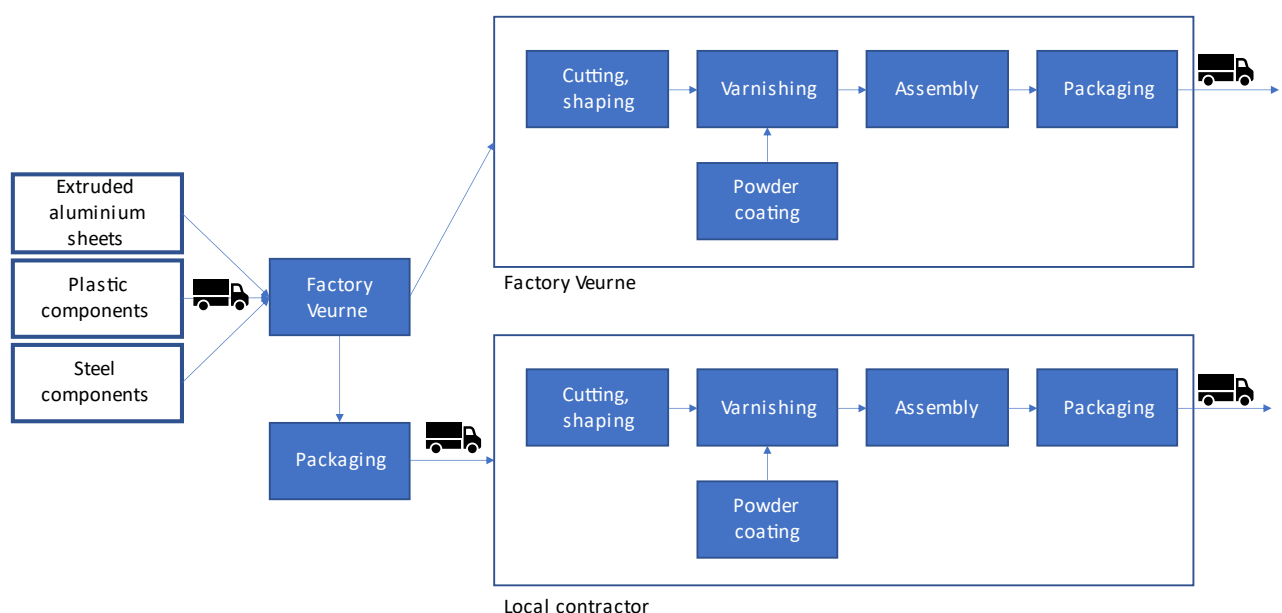 Cutting,
shaping
Varnishing
Assembly
Packaging
Powder
coating
Factory Veurne
Extruded
aluminium
sheets
Plastic
components
Steel
components
Factory
Veurne
Packaging
Cutting,
shaping
Varnishing
Assembly
Packaging
Powder
coating
Local contractor